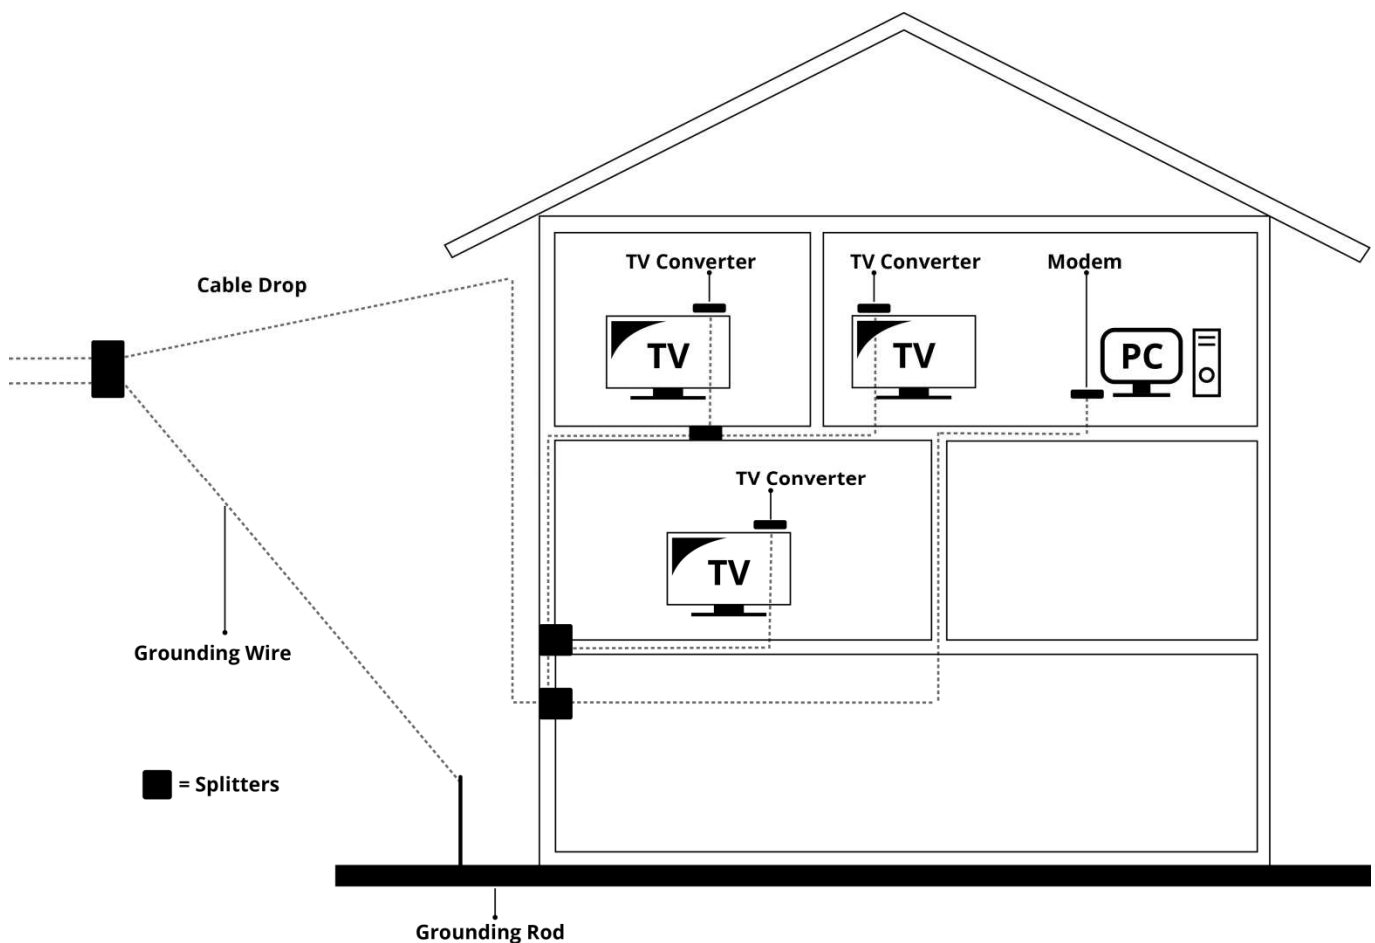 TV Converter
TV Converter
Modem
Cable Drop
TV
TV
PC
TV Converter
TV
Grounding Wire
= Splitters
Grounding Rod